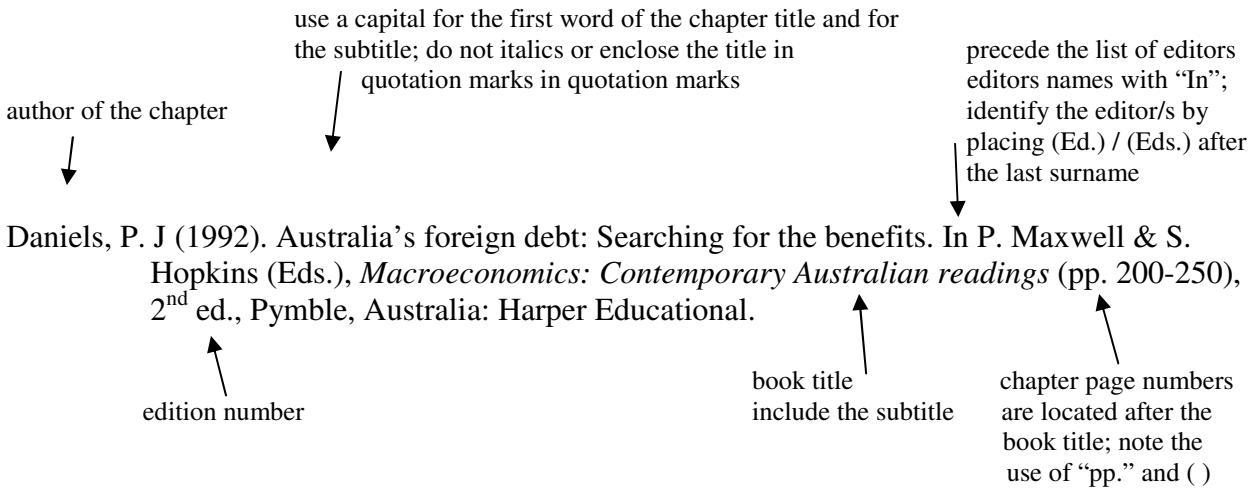 use a capital for the first word of the chapter title and for
the subtitle; do not italics or enclose the title in
quotation marks in quotation marks
precede the list of editors
editors names with “In”;
identify the editor/s by
placing (Ed.) / (Eds.) after
the last surname
author of the chapter
Daniels, P. J (1992). Australia’s foreign debt: Searching for the benefits. In P. Maxwell & S.
Hopkins (Eds.), Macroeconomics: Contemporary Australian readings (pp. 200-250),
2nd ed., Pymble, Australia: Harper Educational.
edition number
book title
include the subtitle
chapter page numbers
are located after the
book title; note the
use of “pp.” and ( )